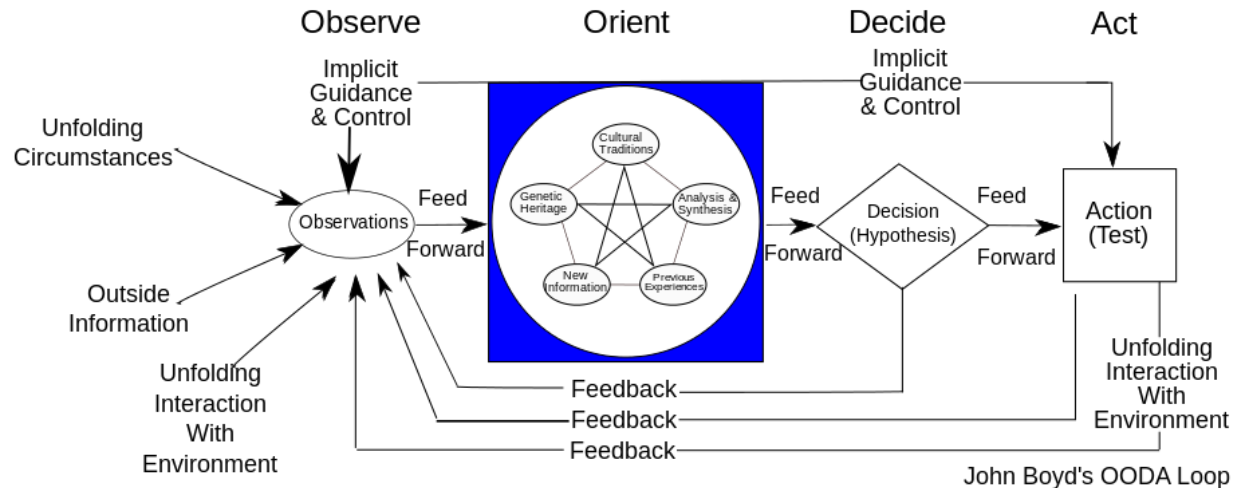 Observe
Orient
Decide
Act
Implicit
Guidance
& Control
Implicit
Guidance
& Control
Unfolding
Circumstances
Observations
Feed
Forward
Cultural
Traditions
Genetic
Heritage
Analysis &
Synthesis
New
Information
Previous
Experiences
Feed
Forward
Decision
(Hypothesis)
Feed
Forward
Action
(Test)
Outside
Information
Unfolding
Interaction
With
Environment
Feedback
Feedback
Feedback
Unfolding
Interaction
With
Environment
John Boyd's OODA Loop